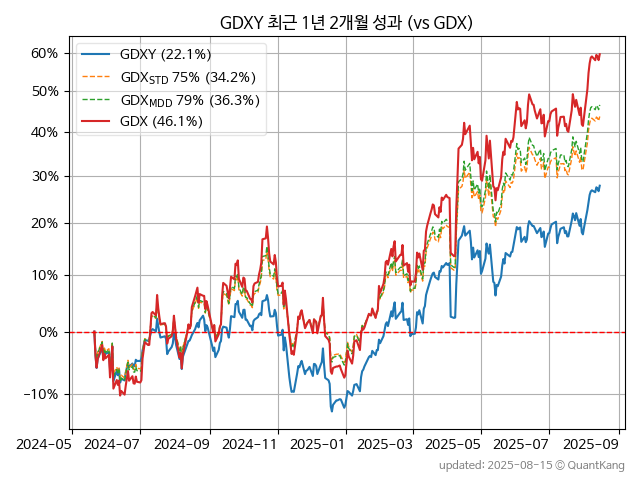 GDXY 최근 1년 2개월 성과 (vs GDX)
GDXY (22.1%)
GDX_STD 75% (34.2%)
GDX_MDD 79% (36.3%)
GDX (46.1%)
60%
50%
40%
30%
20%
10%
0%
−10%
2024-05 2024-07 2024-09 2024-11 2025-01 2025-03 2025-05 2025-07 2025-09
updated: 2025-08-15 © QuantKang